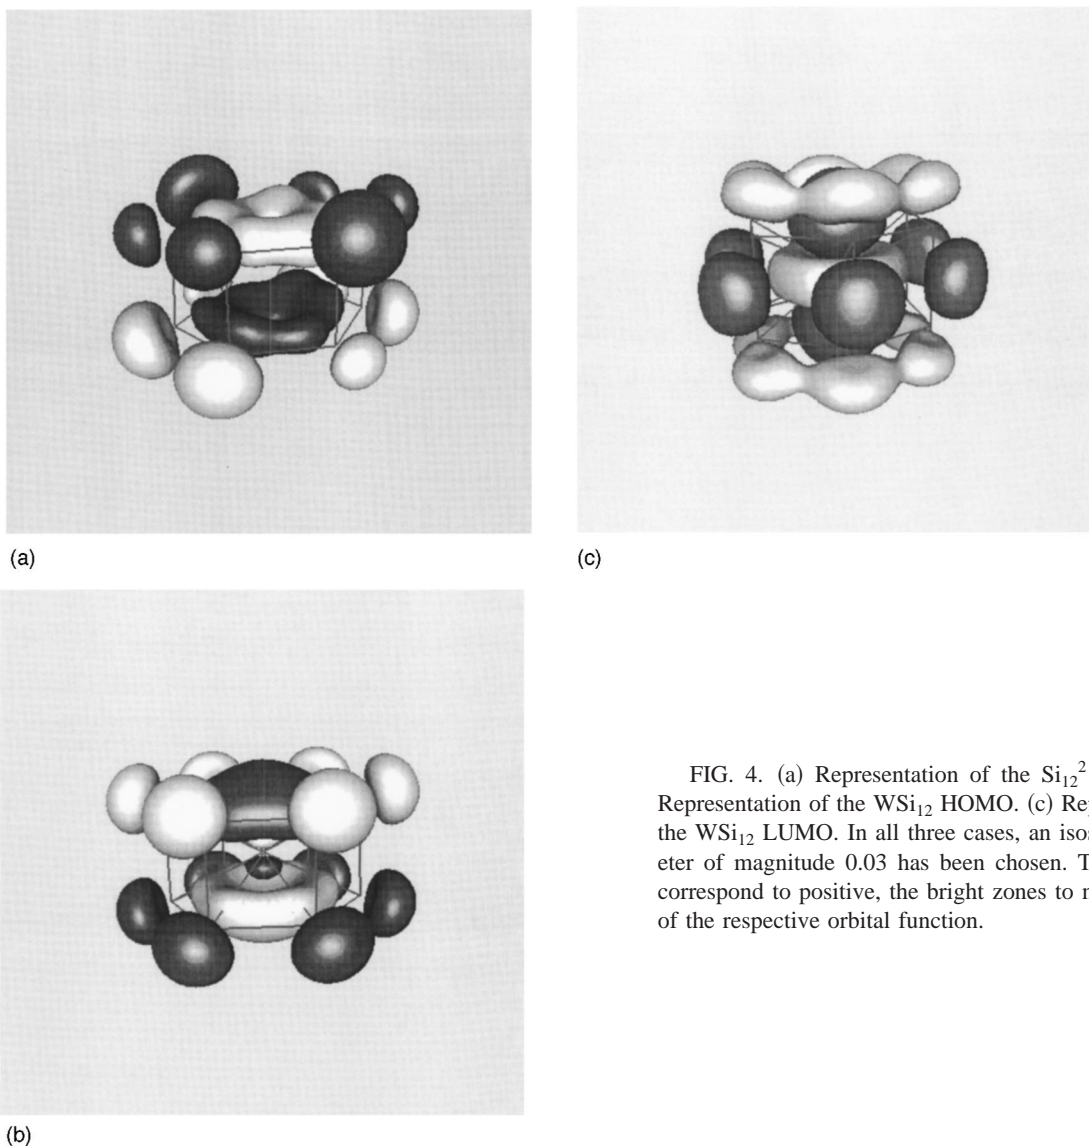 (a)
(c)
FIG. 4. (a) Representation of the Si₁₂²
Representation of the WSi₁₂ HOMO. (c) Rep
the WSi₁₂ LUMO. In all three cases, an isos
eter of magnitude 0.03 has been chosen. T
correspond to positive, the bright zones to n
of the respective orbital function.
(b)